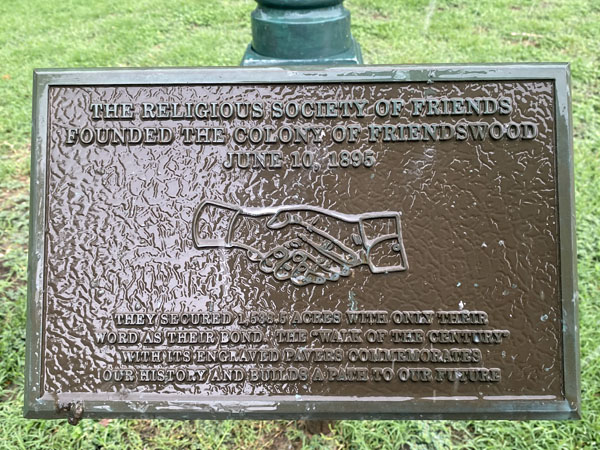 THE RELIGIOUS SOCIETY OF FRIENDS
FOUNDED THE COLONY OF FRIENDSWOOD
JUNE 10, 1895
THEY SECURED 1,538.5 ACRES WITH ONLY THEIR
WORD AS THEIR BOND. THE "WALK OF THE CENTURY"
WITH ITS ENGRAVED PAVERS COMMEMORATES
OUR HISTORY AND BUILDS A PATH TO OUR FUTURE